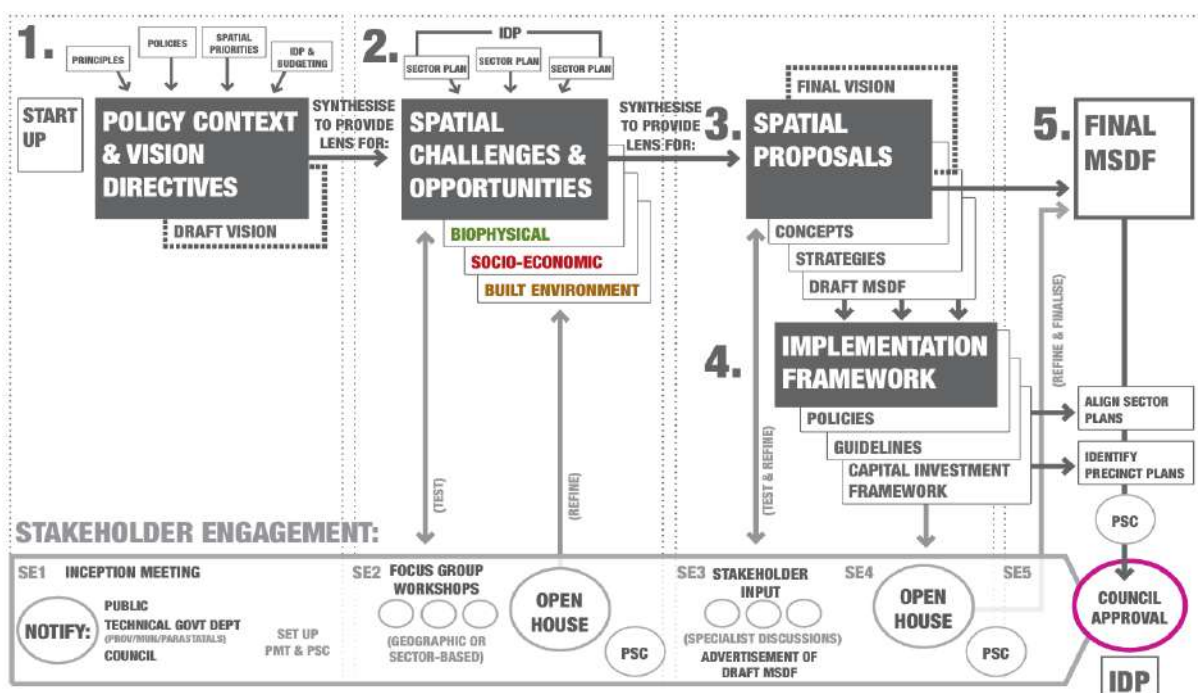 1.
PRINCIPLES
POLICIES
SPATIAL
PRIORITIES
IDP &
BUDGETING
START
UP
POLICY CONTEXT
& VISION
DIRECTIVES
DRAFT VISION
SYNTHESISE
TO PROVIDE
LENS FOR:
2.
IDP
SECTOR PLAN
SECTOR PLAN
SECTOR PLAN
SPATIAL
CHALLENGES &
OPPORTUNITIES
BIOPHYSICAL
SOCIO-ECONOMIC
BUILT ENVIRONMENT
SYNTHESISE
TO PROVIDE
LENS FOR:
3.
FINAL VISION
SPATIAL
PROPOSALS
CONCEPTS
STRATEGIES
DRAFT MSDF
4.
IMPLEMENTATION
FRAMEWORK
POLICIES
GUIDELINES
CAPITAL INVESTMENT
FRAMEWORK
5.
FINAL
MSDF
(REFINE & FINALISE)
ALIGN SECTOR
PLANS
IDENTIFY
PRECINCT PLANS
PSC
(TEST)
(REFINE)
(TEST & REFINE)
STAKEHOLDER ENGAGEMENT:
SE1 INCEPTION MEETING
NOTIFY:
PUBLIC
TECHNICAL GOVT DEPT
(PROV/MUN/PARASTATALS)
COUNCIL
SET UP
PMT & PSC
SE2 FOCUS GROUP
WORKSHOPS
(GEOGRAPHIC OR
SECTOR-BASED)
OPEN
HOUSE
PSC
SE3 STAKEHOLDER
INPUT
(SPECIALIST DISCUSSIONS)
ADVERTISEMENT OF
DRAFT MSDF
SE4
OPEN
HOUSE
PSC
SE5
COUNCIL
APPROVAL
IDP